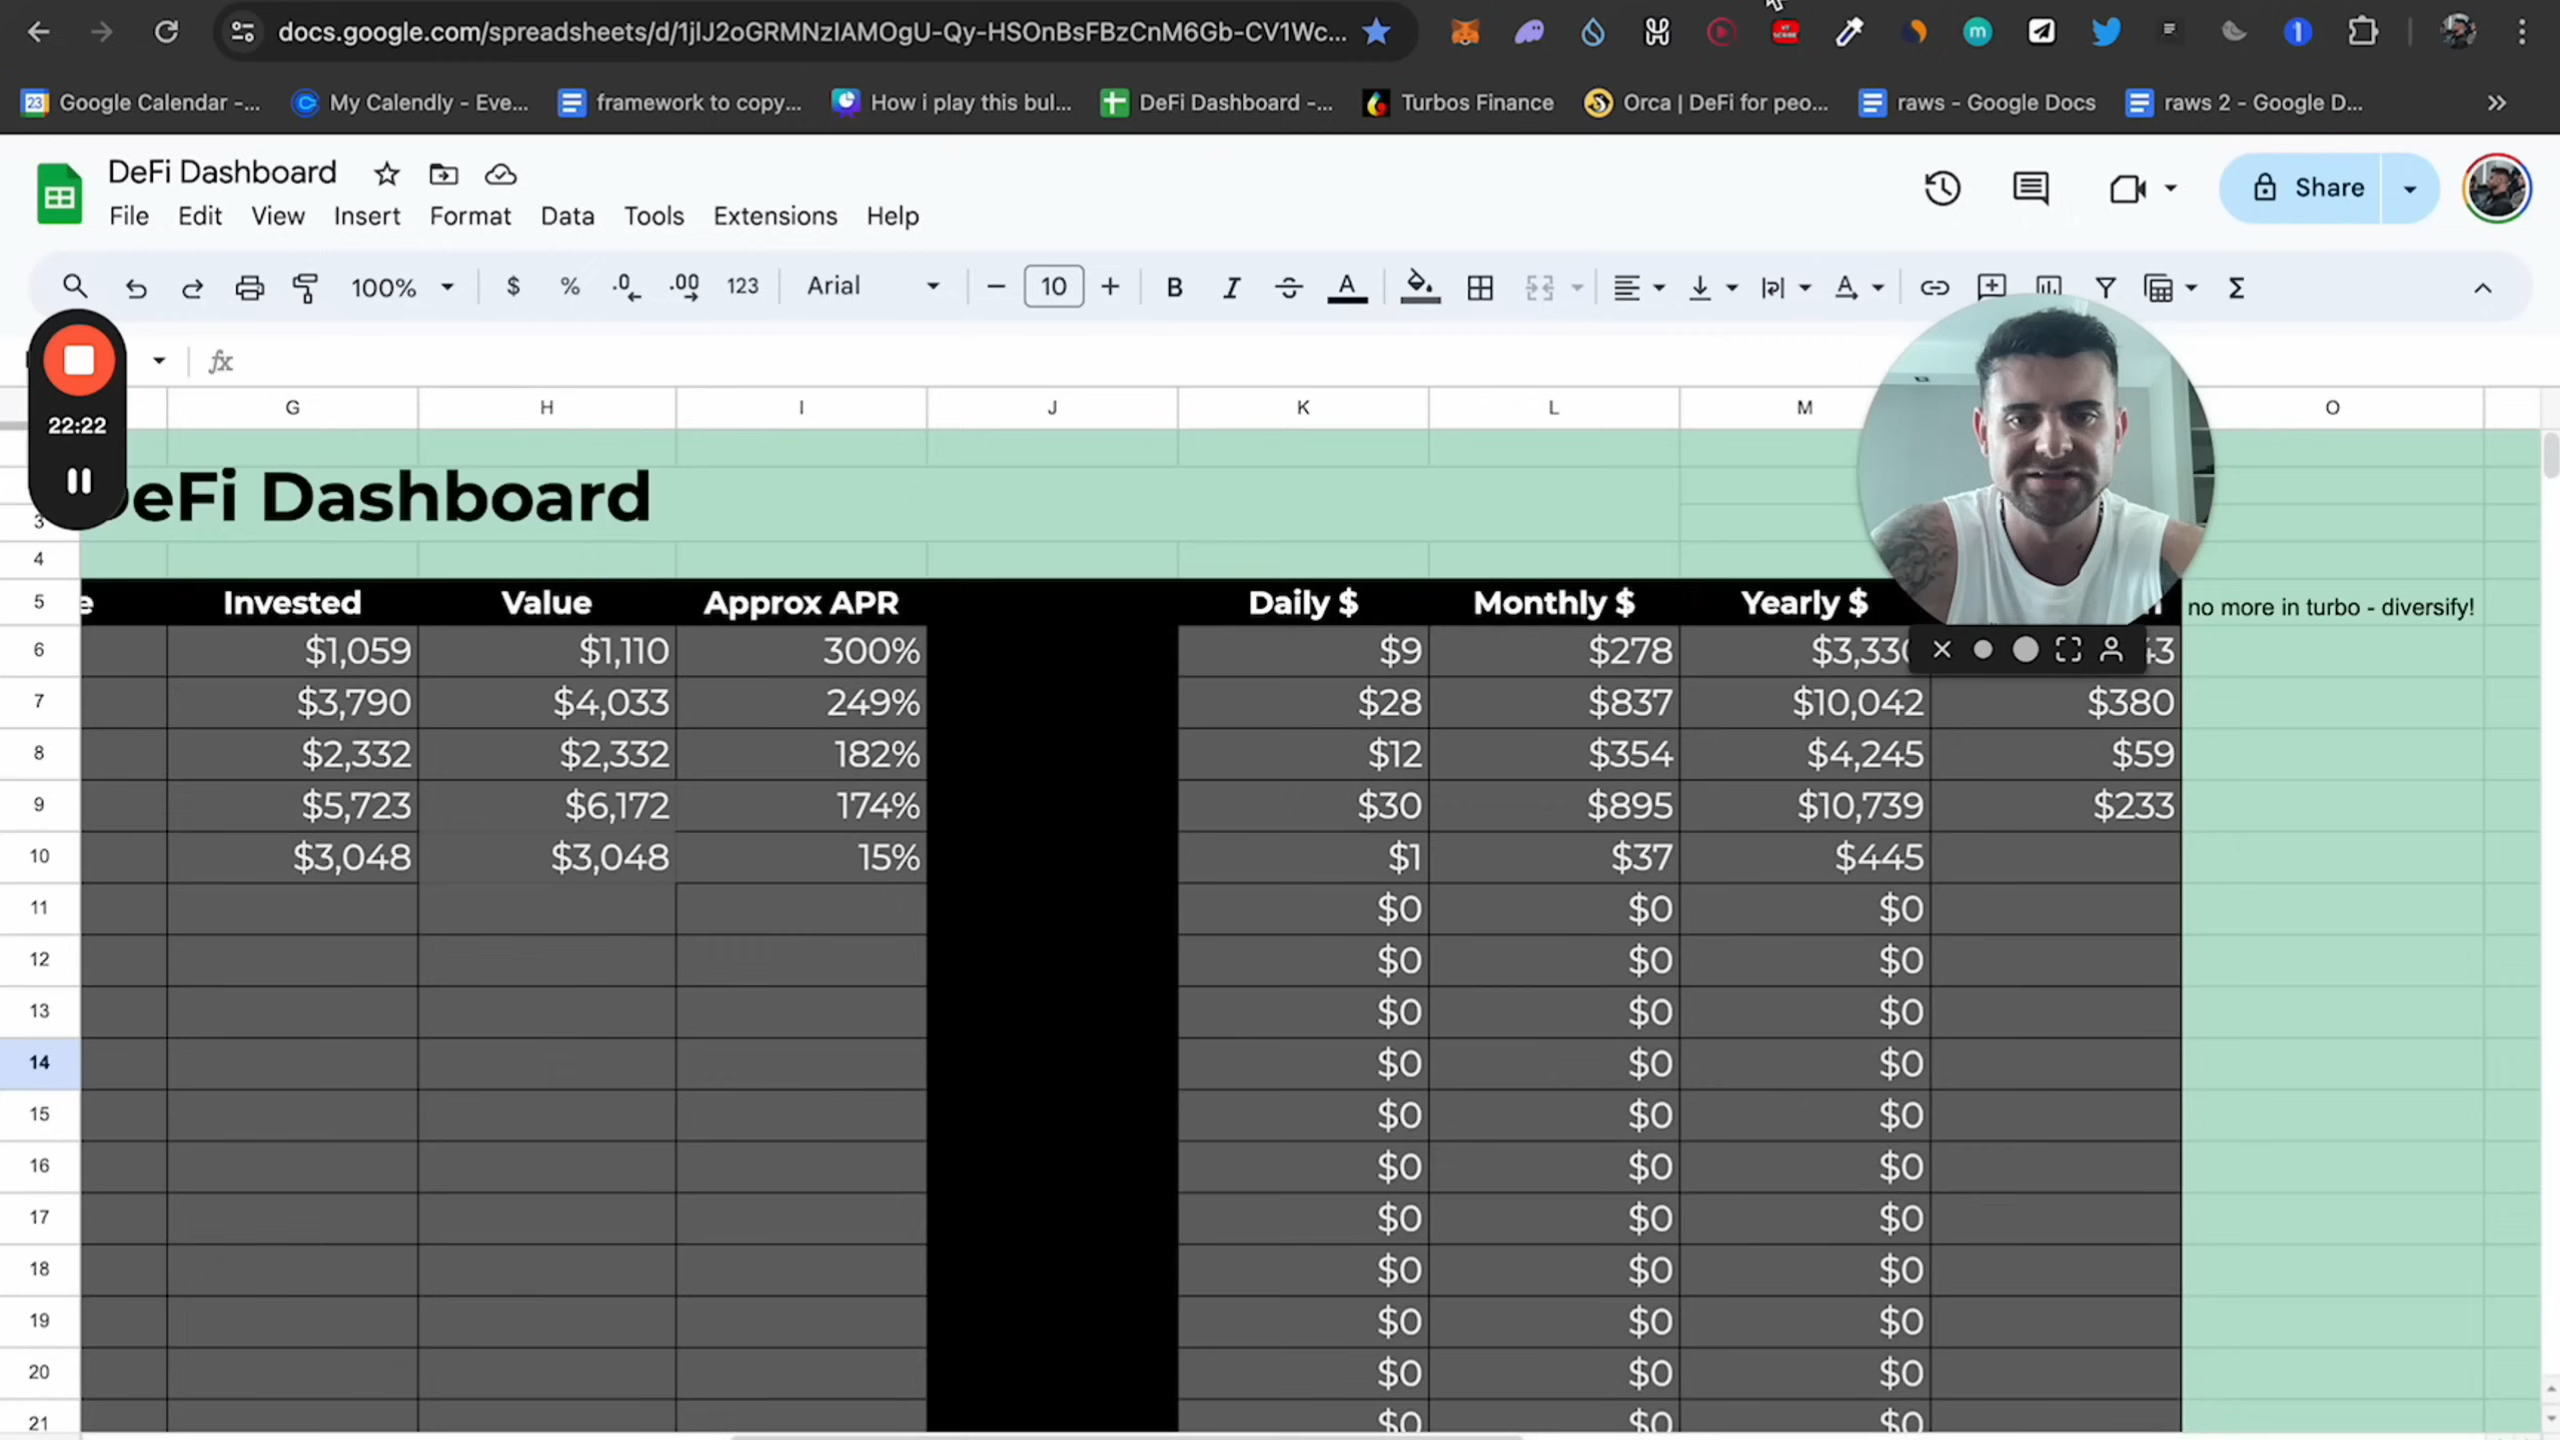 docs.google.com/spreadsheets/d/1jlJ2oGRMNzIAMOgU-Qy-HSOnBsFBzCnM6Gb-CV1Wc...
23 Google Calendar -... My Calendly - Eve... framework to copy... How i play this bul... DeFi Dashboard -... Turbos Finance Orca | DeFi for peo... raws - Google Docs raws 2 - Google D...
DeFi Dashboard
File Edit View Insert Format Data Tools Extensions Help
Share
100% $ % .0 .00 123 Arial 10 B I S A
22:22
fx
G H I J K L M O
eFi Dashboard
3
4
5 e Invested Value Approx APR Daily $ Monthly $ Yearly $ no more in turbo - diversify!
6 $1,059 $1,110 300% $9 $278 $3,330 43
7 $3,790 $4,033 249% $28 $837 $10,042 $380
8 $2,332 $2,332 182% $12 $354 $4,245 $59
9 $5,723 $6,172 174% $30 $895 $10,739 $233
10 $3,048 $3,048 15% $1 $37 $445
11 $0 $0 $0
12 $0 $0 $0
13 $0 $0 $0
14 $0 $0 $0
15 $0 $0 $0
16 $0 $0 $0
17 $0 $0 $0
18 $0 $0 $0
19 $0 $0 $0
20 $0 $0 $0
21 $0 $0 $0